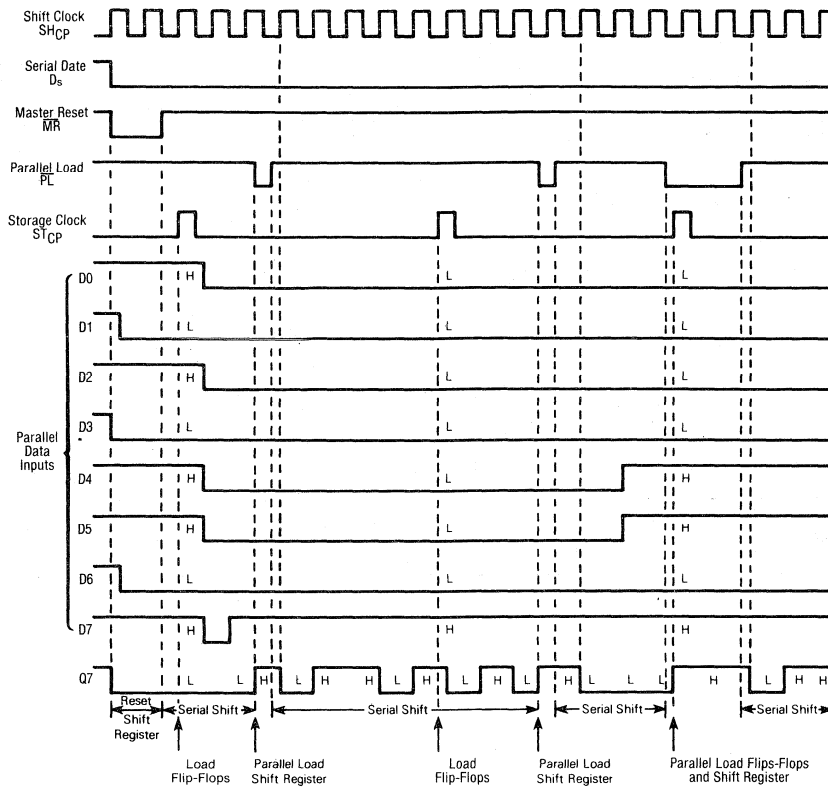 Shift Clock
SHCP
Serial Date
Ds
Master Reset
MR
Parallel Load
PL
Storage Clock
STCP
Parallel
Data
Inputs
D0 H L L
D1 L L L
D2 H L L
D3 L L L
D4 H L H
D5 H L H
D6 L L L
D7 H H H
Q7 L L H L H H L H L H L H L L L H L H H
Reset
Shift
Register
Serial Shift
Serial Shift
Serial Shift
Serial Shift
Load
Flip-Flops
Parallel Load
Shift Register
Load
Flip-Flops
Parallel Load
Shift Register
Parallel Load Flips-Flops
and Shift Register